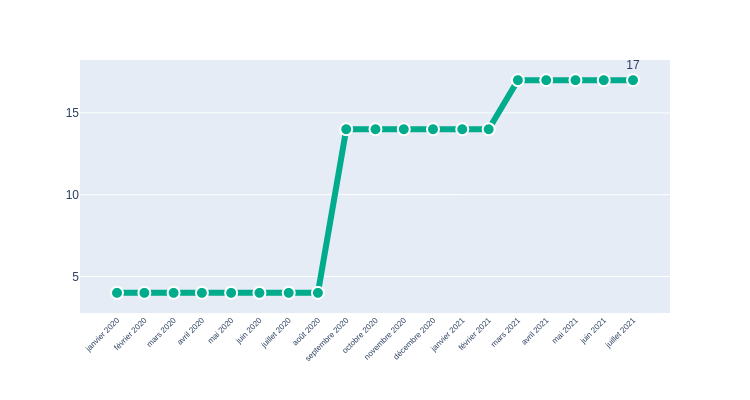 17
15
10
5
janvier 2020
février 2020
mars 2020
avril 2020
mai 2020
juin 2020
juillet 2020
août 2020
septembre 2020
octobre 2020
novembre 2020
décembre 2020
janvier 2021
février 2021
mars 2021
avril 2021
mai 2021
juin 2021
juillet 2021